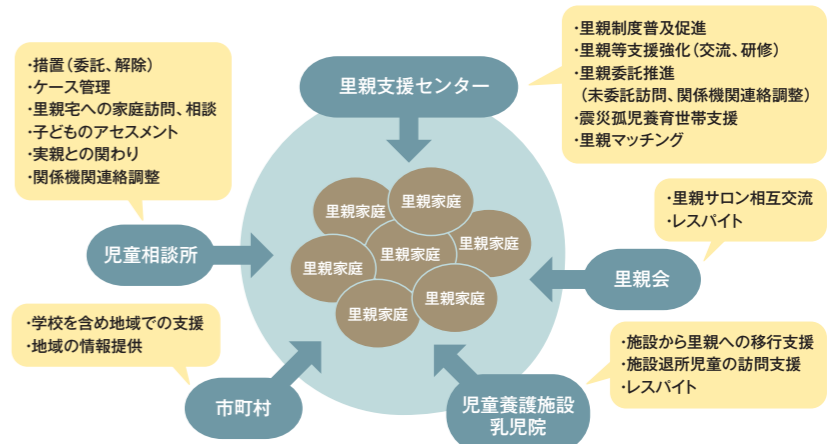 ・措置（委託、解除）
・ケース管理
・里親宅への家庭訪問、相談
・子どものアセスメント
・実親との関わり
・関係機関連絡調整
里親支援センター
・里親制度普及促進
・里親等支援強化（交流、研修）
・里親委託推進
（未委託訪問、関係機関連絡調整）
・震災孤児養育世帯支援
・里親マッチング
・里親サロン相互交流
・レスパイト
児童相談所
里親家庭
里親家庭
里親家庭
里親家庭
里親家庭
里親家庭
里親家庭
里親会
・学校を含め地域での支援
・地域の情報提供
市町村
児童養護施設
乳児院
・施設から里親への移行支援
・施設退所児童の訪問支援
・レスパイト